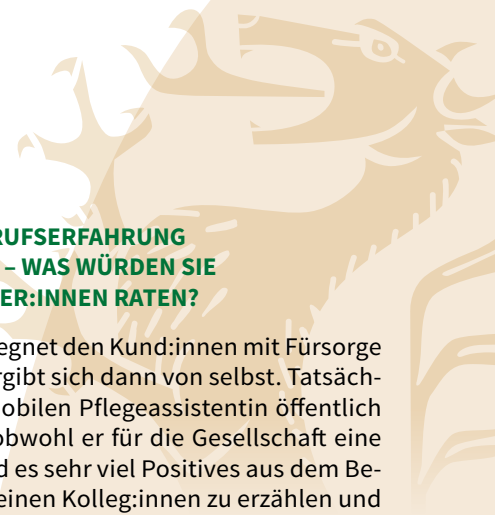 RUFSERFAHRUNG
– WAS WÜRDEN SIE
ER:INNEN RATEN?
egnet den Kund:innen mit Fürsorge
rgibt sich dann von selbst. Tatsäch-
obilen Pflegeassistentin öffentlich
obwohl er für die Gesellschaft eine
d es sehr viel Positives aus dem Be-
einen Kolleg:innen zu erzählen und